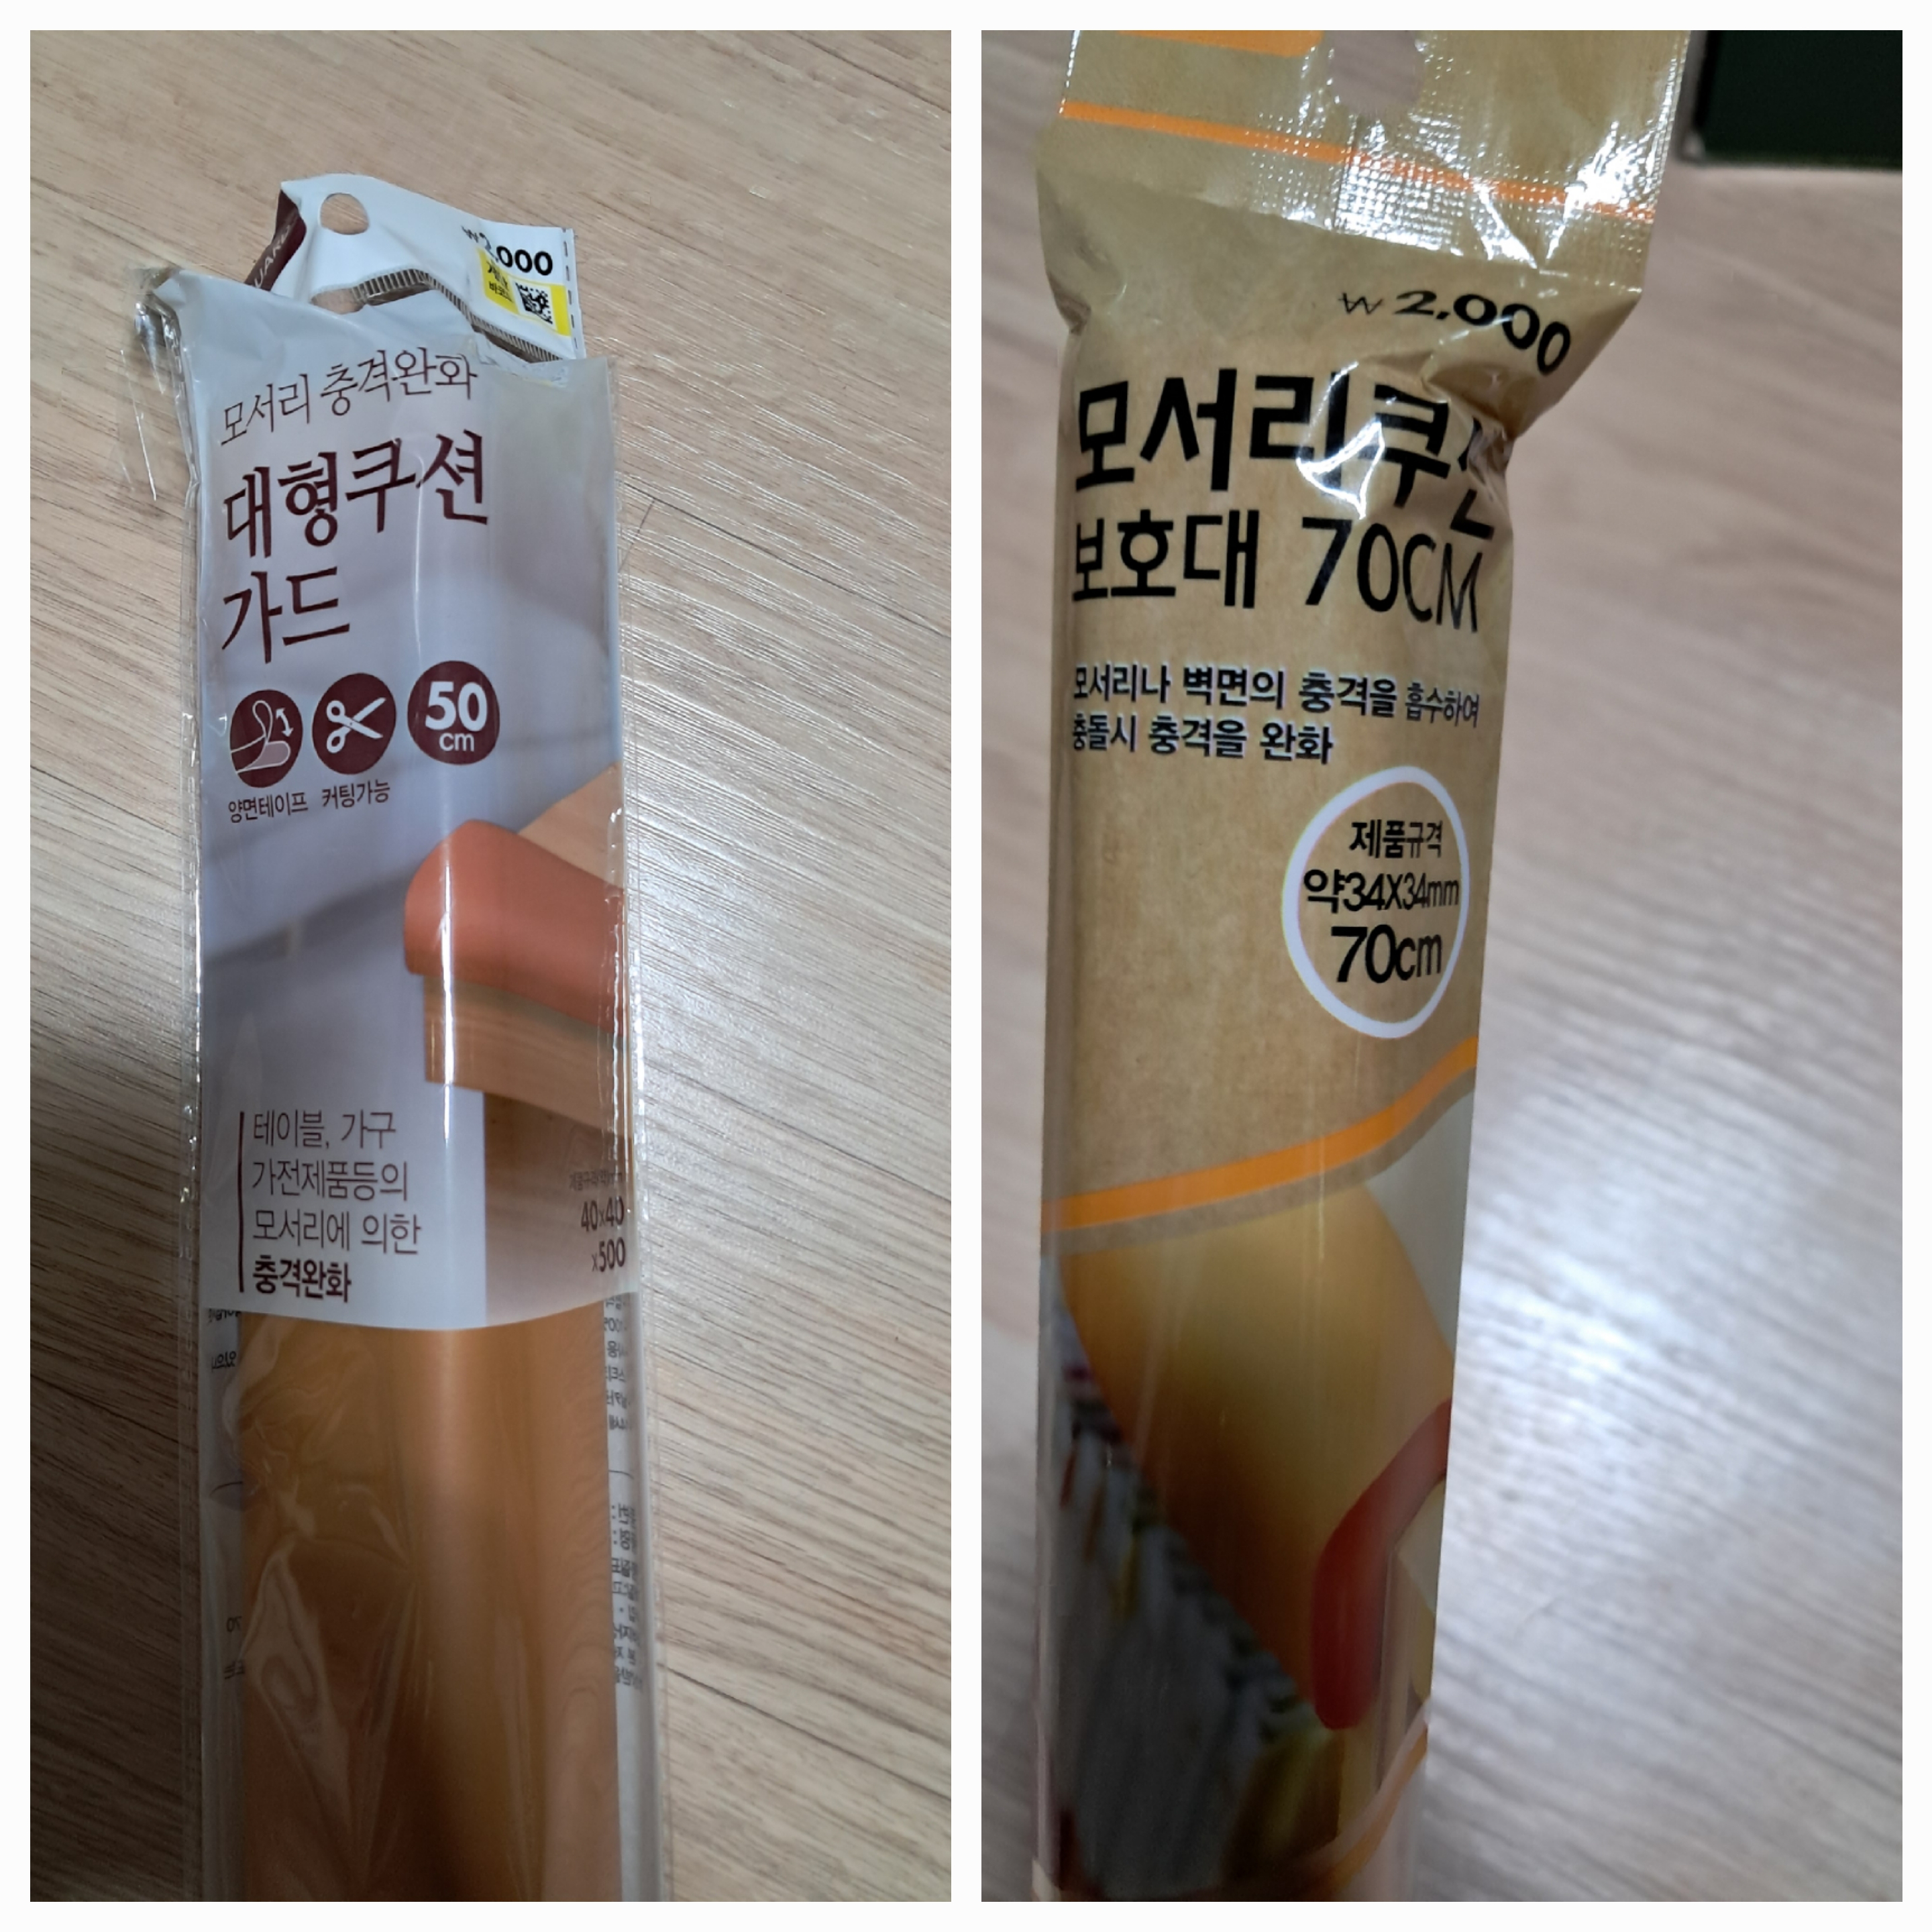 ,000
모서리 충격완화
대형쿠션
가드
50
cm
양면테이프 커팅가능
테이블, 가구
가전제품등의
모서리에 의한
충격완화
40x40
x500
₩2,000
모서리쿠션
보호대 70CM
모서리나 벽면의 충격을 흡수하여
충돌시 충격을 완화
제품규격
약34X34mm
70cm